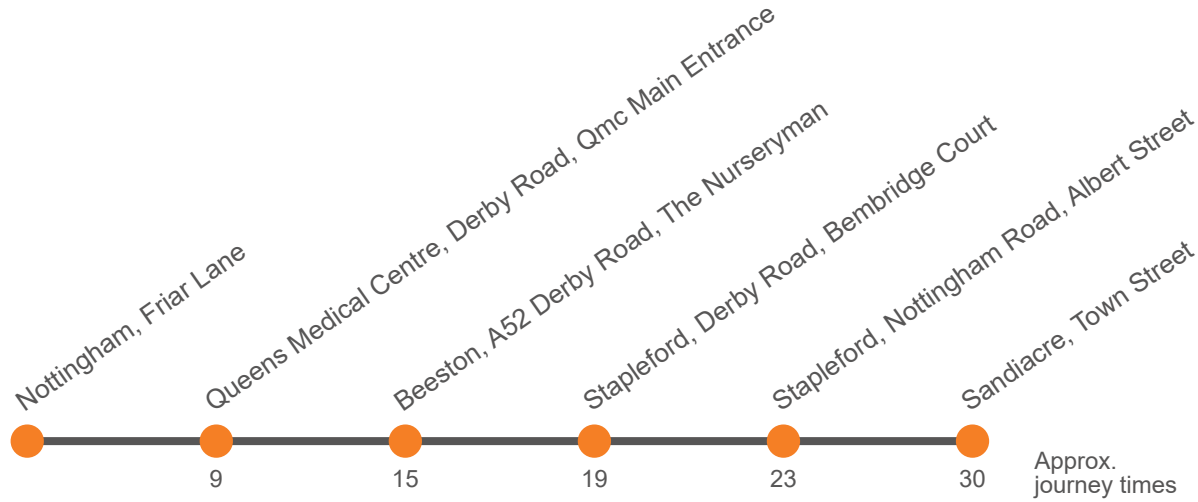 Nottingham, Friar Lane
Queens Medical Centre, Derby Road, Qmc Main Entrance
Beeston, A52 Derby Road, The Nurseryman
Stapleford, Derby Road, Bembridge Court
Stapleford, Nottingham Road, Albert Street
Sandiacre, Town Street
9
15
19
23
30
Approx.
journey times